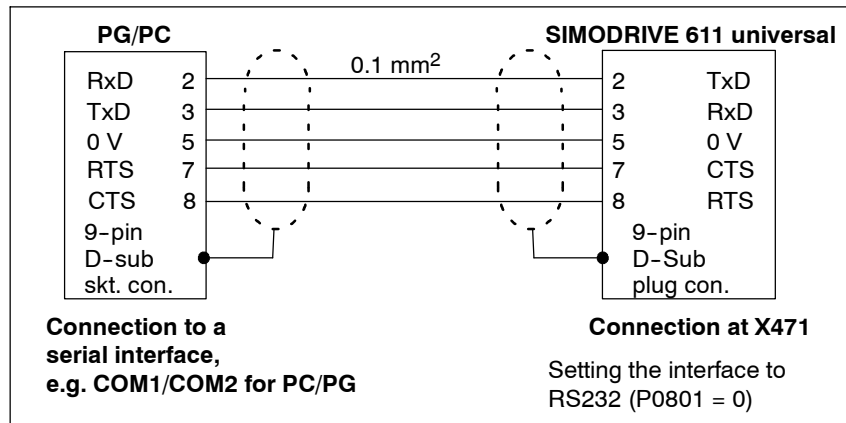 PG/PC
SIMODRIVE 611 universal
0.1 mm²
RxD 2
TxD 3
0 V 5
RTS 7
CTS 8
9-pin
D-sub
skt. con.
2 TxD
3 RxD
5 0 V
7 CTS
8 RTS
9-pin
D-Sub
plug con.
Connection to a
serial interface,
e.g. COM1/COM2 for PC/PG
Connection at X471
Setting the interface to
RS232 (P0801 = 0)